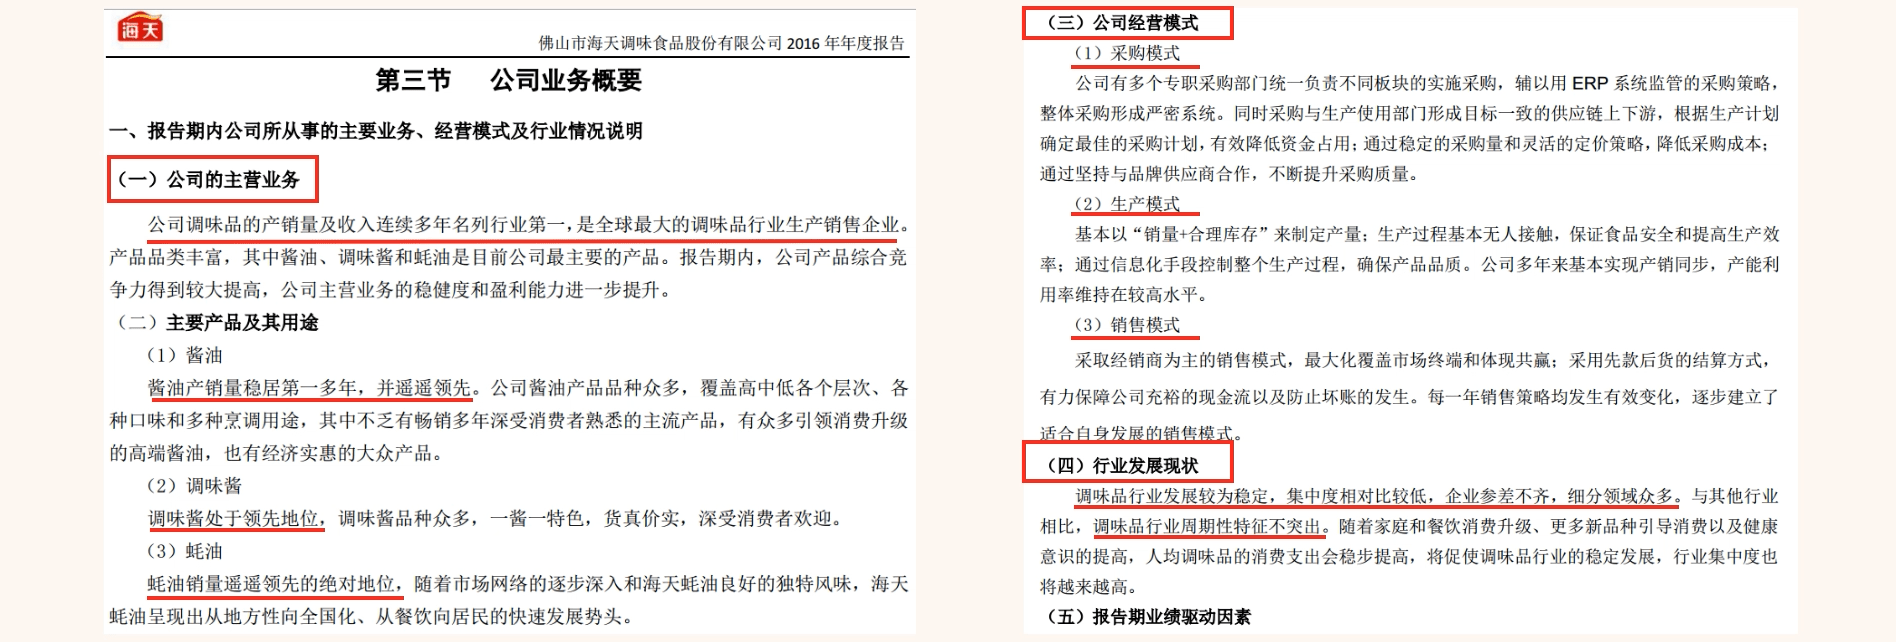 海天
佛山市海天调味食品股份有限公司 2016 年年度报告
第三节 公司业务概要
一、报告期内公司所从事的主要业务、经营模式及行业情况说明
（一）公司的主营业务
公司调味品的产销量及收入连续多年名列行业第一，是全球最大的调味品行业生产销售企业。
产品品类丰富，其中酱油、调味酱和蚝油是目前公司最主要的产品。报告期内，公司产品综合竞
争力得到较大提高，公司主营业务的稳健度和盈利能力进一步提升。
（二）主要产品及其用途
（1）酱油
酱油产销量稳居第一多年，并遥遥领先。公司酱油产品品种众多，覆盖高中低各个层次、各
种口味和多种烹调用途，其中不乏有畅销多年深受消费者熟悉的主流产品，有众多引领消费升级
的高端酱油，也有经济实惠的大众产品。
（2）调味酱
调味酱处于领先地位，调味酱品种众多，一酱一特色，货真价实，深受消费者欢迎。
（3）蚝油
蚝油销量遥遥领先的绝对地位，随着市场网络的逐步深入和海天蚝油良好的独特风味，海天
蚝油呈现出从地方性向全国化、从餐饮向居民的快速发展势头。
（三）公司经营模式
（1）采购模式
公司有多个专职采购部门统一负责不同板块的实施采购，辅以用 ERP 系统监管的采购策略，
整体采购形成严密系统。同时采购与生产使用部门形成目标一致的供应链上下游，根据生产计划
确定最佳的采购计划，有效降低资金占用；通过稳定的采购量和灵活的定价策略，降低采购成本；
通过坚持与品牌供应商合作，不断提升采购质量。
（2）生产模式
基本以“销量+合理库存”来制定产量；生产过程基本无人接触，保证食品安全和提高生产效
率；通过信息化手段控制整个生产过程，确保产品品质。公司多年来基本实现产销同步，产能利
用率维持在较高水平。
（3）销售模式
采取经销商为主的销售模式，最大化覆盖市场终端和体现共赢；采用先款后货的结算方式，
有力保障公司充裕的现金流以及防止坏账的发生。每一年销售策略均发生有效变化，逐步建立了
适合自身发展的销售模式。
（四）行业发展现状
调味品行业发展较为稳定，集中度相对比较低，企业参差不齐，细分领域众多。与其他行业
相比，调味品行业周期性特征不突出。随着家庭和餐饮消费升级、更多新品种引导消费以及健康
意识的提高，人均调味品的消费支出会稳步提高，将促使调味品行业的稳定发展，行业集中度也
将越来越高。
（五）报告期业绩驱动因素